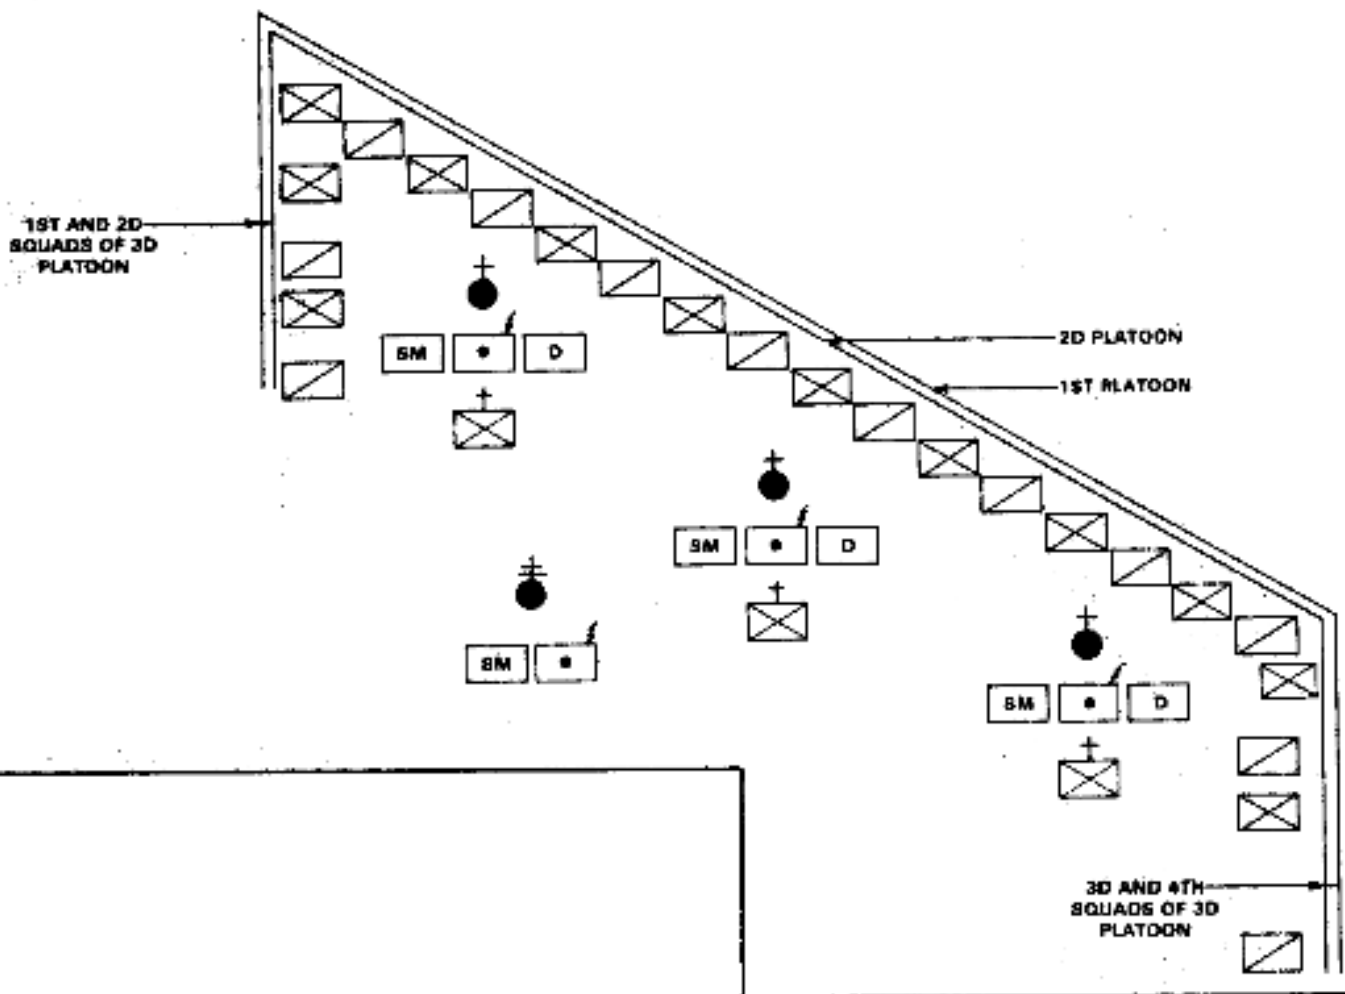 1ST AND 2D
SQUADS OF 3D
PLATOON
SM
D
2D PLATOON
1ST PLATOON
SM
D
SM
SM
D
3D AND 4TH
SQUADS OF 3D
PLATOON